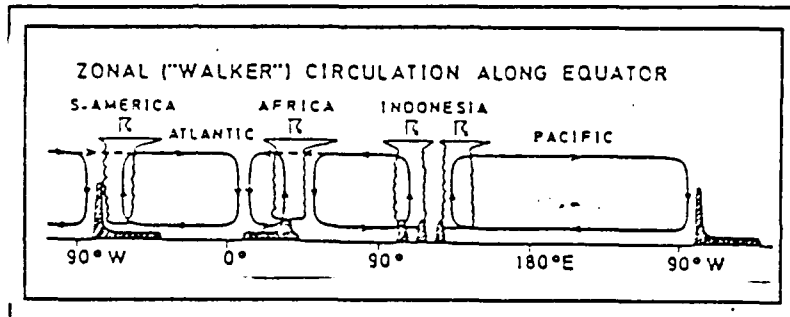 ZONAL ("WALKER") CIRCULATION ALONG EQUATOR
S.AMERICA AFRICA INDONESIA
ATLANTIC PACIFIC
90°W 0° 90° 180°E 90°W